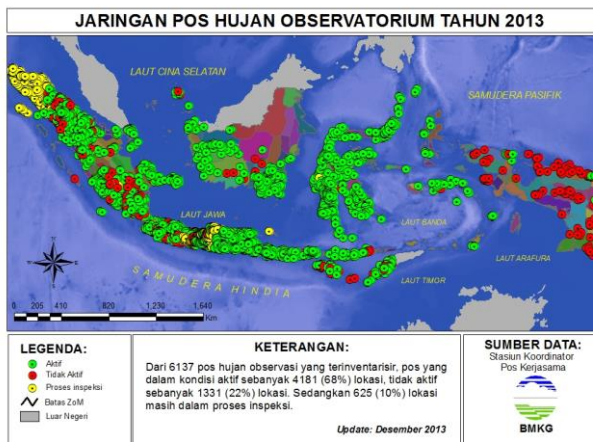 JARINGAN POS HUJAN OBSERVATORIUM TAHUN 2013
LAUT CINA SELATAN
SAMUDERA PASIFIK
LAUT JAWA
LAUT BANDA
LAUT ARAFURA
LAUT TIMOR
SAMUDERA HINDIA
0 205 410 820 1,230 1,640
Km
LEGENDA:
Aktif
Tidak Aktif
Proses inspeksi
Batas ZoM
Luar Negeri
KETERANGAN:
Dari 6137 pos hujan observasi yang terinventarisir, pos yang
dalam kondisi aktif sebanyak 4181 (68%) lokasi, tidak aktif
sebanyak 1331 (22%) lokasi. Sedangkan 625 (10%) lokasi
masih dalam proses inspeksi.
Update: Desember 2013
SUMBER DATA:
Stasiun Koordinator
Pos Kerjasama
BMKG